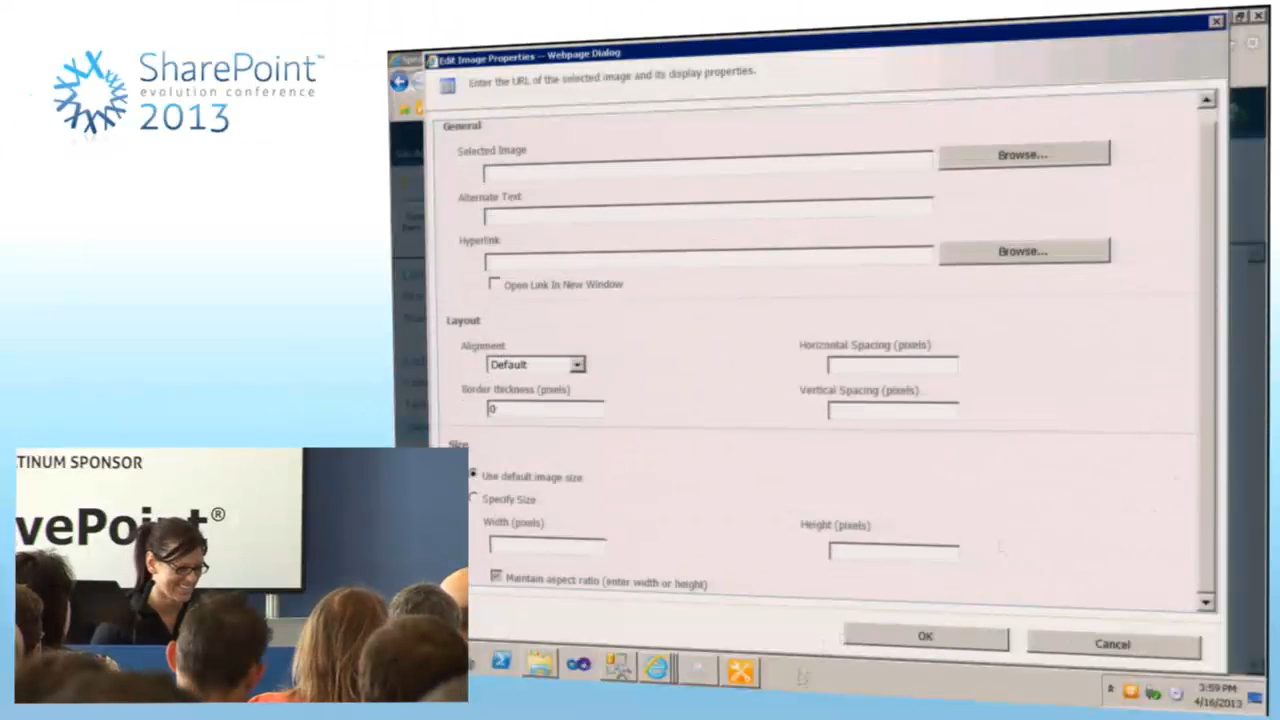 SharePoint™
evolution conference
2013
Edit Image Properties -- Webpage Dialog
Enter the URL of the selected image and its display properties.
General
Selected Image
Browse...
Alternate Text
Hyperlink
Browse...
Open Link In New Window
Layout
Alignment
Horizontal Spacing (pixels)
Default
Border thickness (pixels)
Vertical Spacing (pixels)
0
Size
Use default image size
Specify Size
Width (pixels)
Height (pixels)
Maintain aspect ratio (enter width or height)
OK
Cancel
3:59 PM
4/16/2013
TINUM SPONSOR
vePoint®